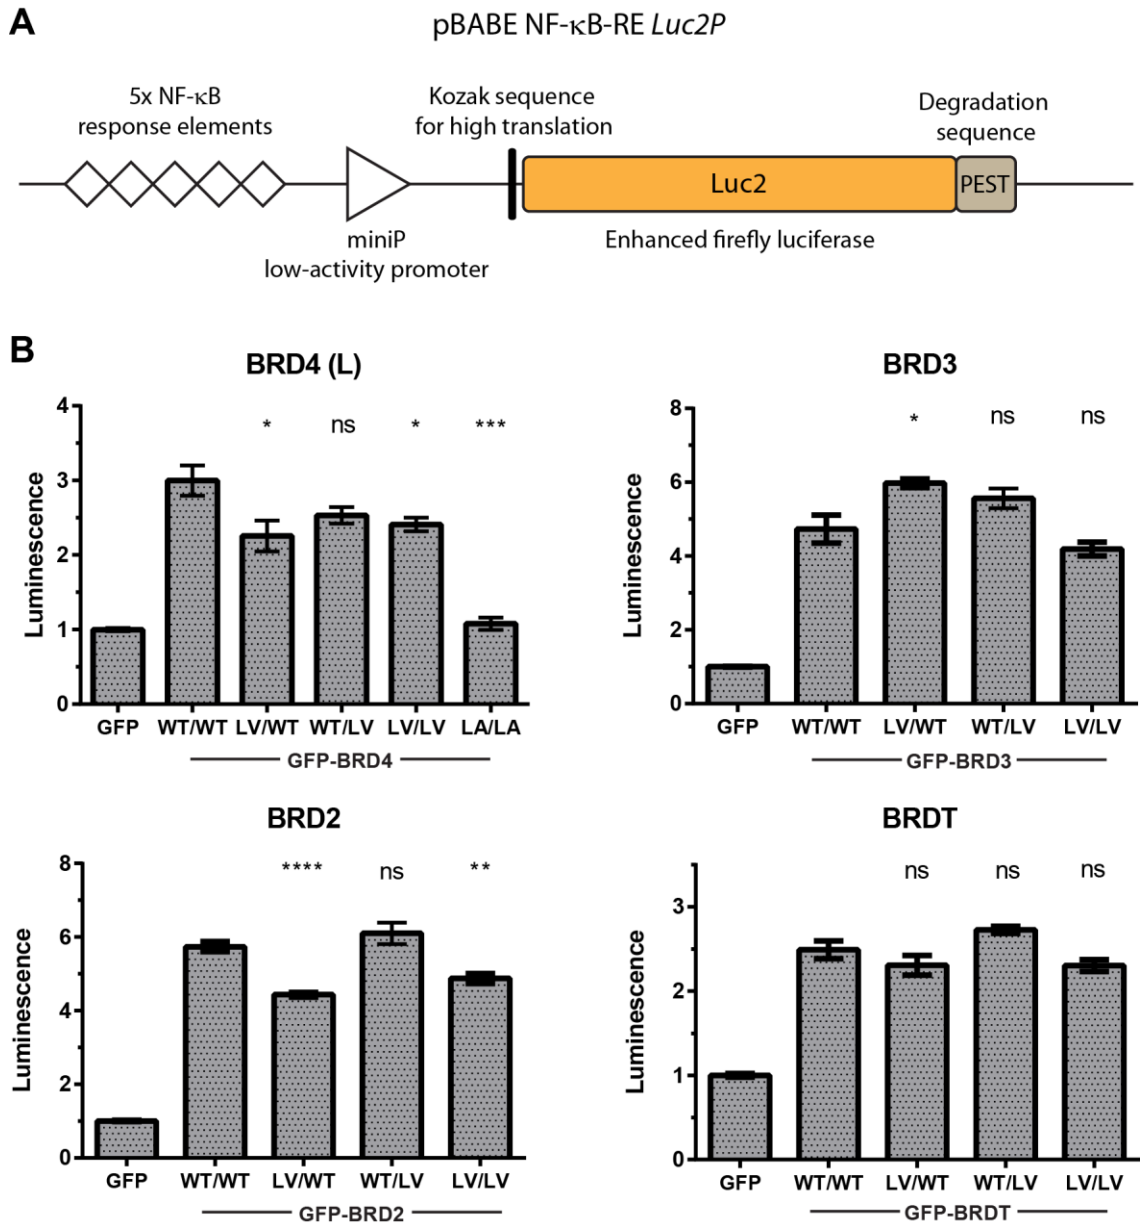 A
pBABE NF-κB-RE Luc2P
5x NF-κB
response elements
Kozak sequence
for high translation
Degradation
sequence
Luc2
PEST
miniP
low-activity promoter
Enhanced firefly luciferase
B
BRD4 (L)
Luminescence
4
3
2
1
0
* ns * ***
GFP WT/WT LV/WT WT/LV LV/LV LA/LA
GFP-BRD4
BRD3
Luminescence
8
6
4
2
0
* ns ns
GFP WT/WT LV/WT WT/LV LV/LV
GFP-BRD3
BRD2
Luminescence
8
6
4
2
0
**** ns **
GFP WT/WT LV/WT WT/LV LV/LV
GFP-BRD2
BRDT
Luminescence
3
2
1
0
ns ns ns
GFP WT/WT LV/WT WT/LV LV/LV
GFP-BRDT